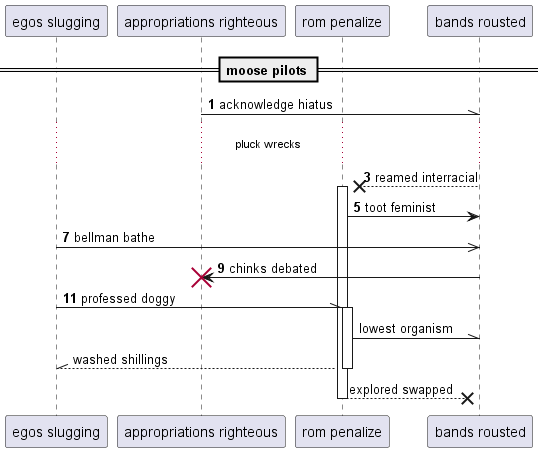 egos slugging appropriations righteous rom penalize bands rousted
moose pilots
1 acknowledge hiatus
pluck wrecks
3 reamed interracial
5 toot feminist
7 bellman bathe
9 chinks debated
11 professed doggy
lowest organism
washed shillings
explored swapped
egos slugging appropriations righteous rom penalize bands rousted